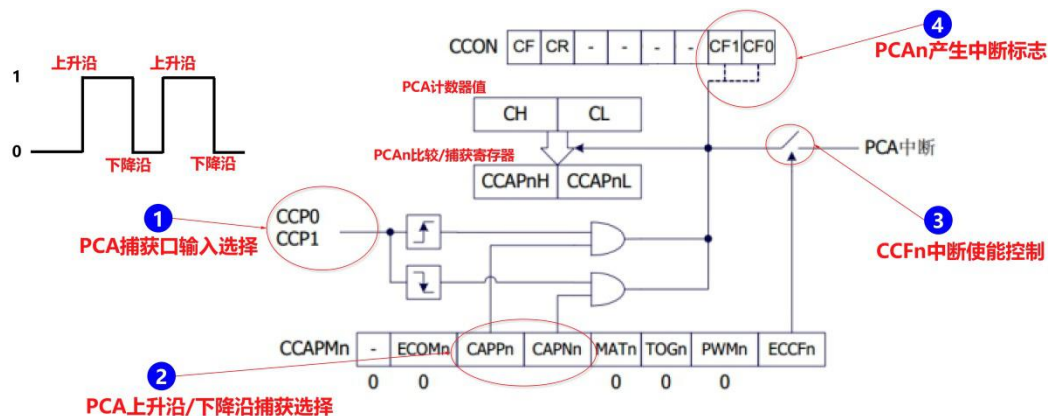 CCON CF CR - - - - CF1 CF0
4
PCAn产生中断标志
上升沿 上升沿
1
0
下降沿 下降沿
PCA计数器值
CH CL
PCAn比较/捕获寄存器
CCAPnH CCAPnL
PCA中断
3
CCFn中断使能控制
1
PCA捕获口输入选择
CCP0
CCP1
CCAPMn - ECOMn CAPPn CAPNn MATn TOGn PWMn ECCFn
0 0 0 0 0
2
PCA上升沿/下降沿捕获选择